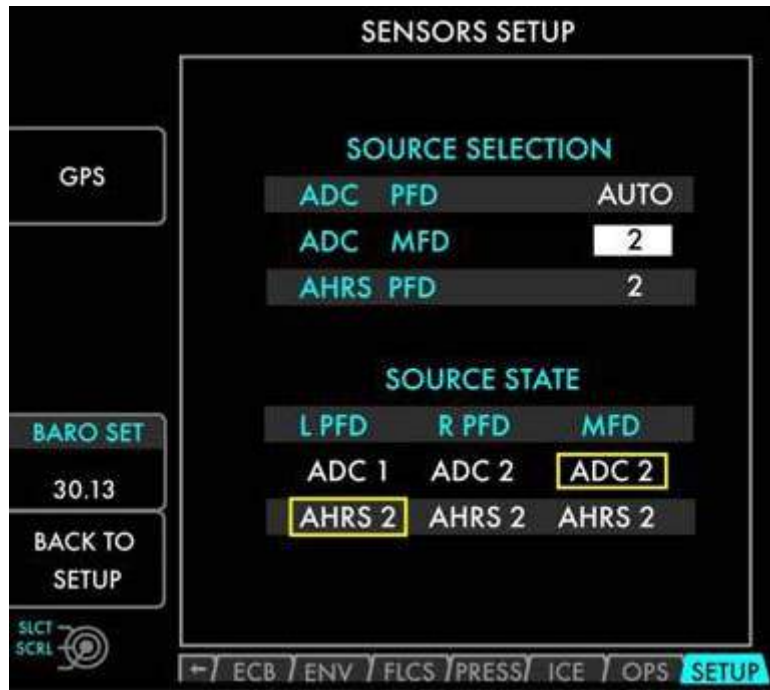 SENSORS SETUP
GPS
SOURCE SELECTION
ADC PFD AUTO
ADC MFD 2
AHRS PFD 2
SOURCE STATE
L PFD R PFD MFD
ADC 1 ADC 2 ADC 2
AHRS 2 AHRS 2 AHRS 2
BARO SET
30.13
BACK TO
SETUP
SLCT
SCRL
← ECB ENV FLCS PRESS ICE OPS SETUP